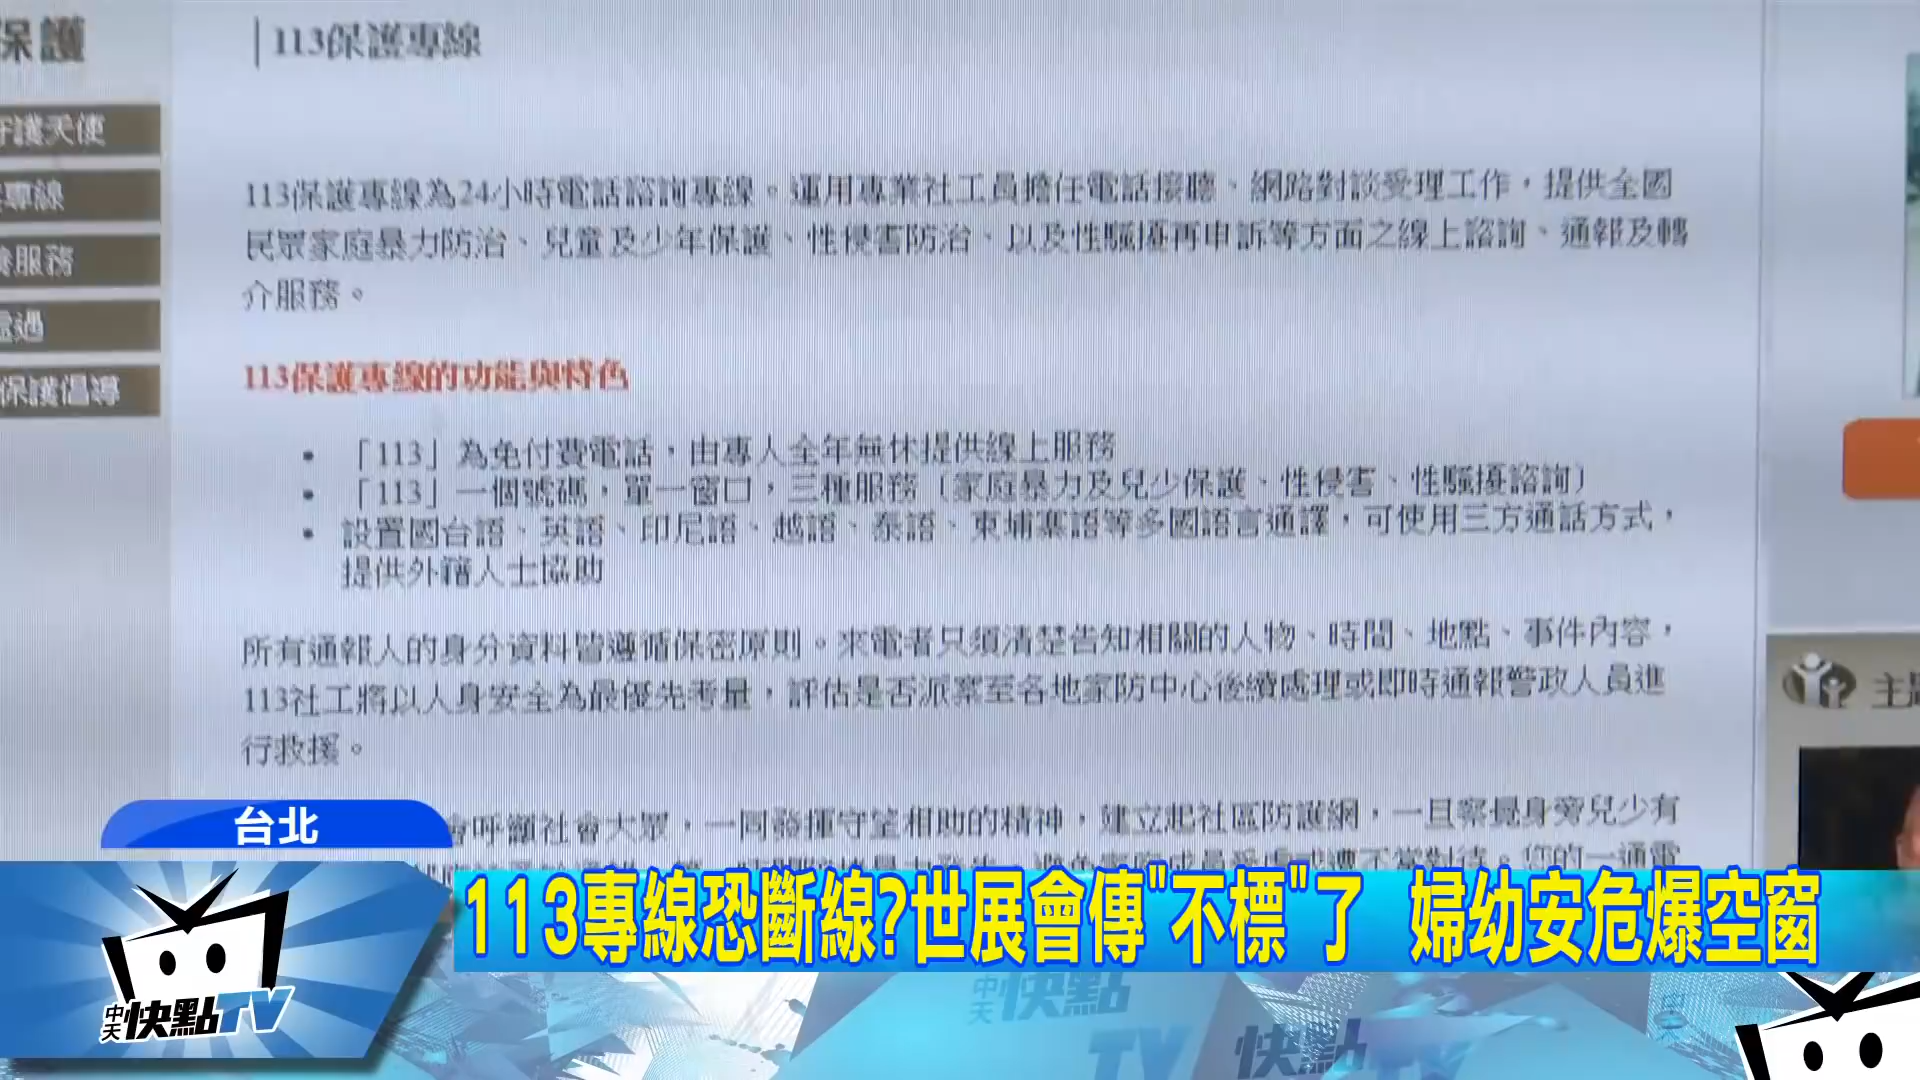 保護
113保護專線
守護天使
專線
服務
保護倡導
113保護專線為24小時電話諮詢專線。運用專業社工員擔任電話接聽、網路對談受理工作，提供全國
民眾家庭暴力防治、兒童及少年保護、性侵害防治、以及性騷擾再申訴等方面之線上諮詢、通報及轉
介服務。
113保護專線的功能與特色
「113」為免付費電話，由專人全年無休提供線上服務
「113」一個號碼，單一窗口，三種服務（家庭暴力及兒少保護、性侵害、性騷擾諮詢）
設置國台語、英語、印尼語、越語、泰語、柬埔寨語等多國語言通譯，可使用三方通話方式，
提供外籍人士協助
所有通報人的身分資料皆遵循保密原則。來電者只須清楚告知相關的人物、時間、地點、事件內容，
113社工將以人身安全為最優先考量，評估是否派案至各地家防中心後續處理或即時通報警政人員進
行救援。
主
會呼籲社會大眾，一同發揮守望相助的精神，建立起社區防護網，一旦察覺身旁兒少有
台北
113專線恐斷線?世展會傳"不標"了 婦幼安危爆空窗
中天快點TV
中天快點TV
快點TV